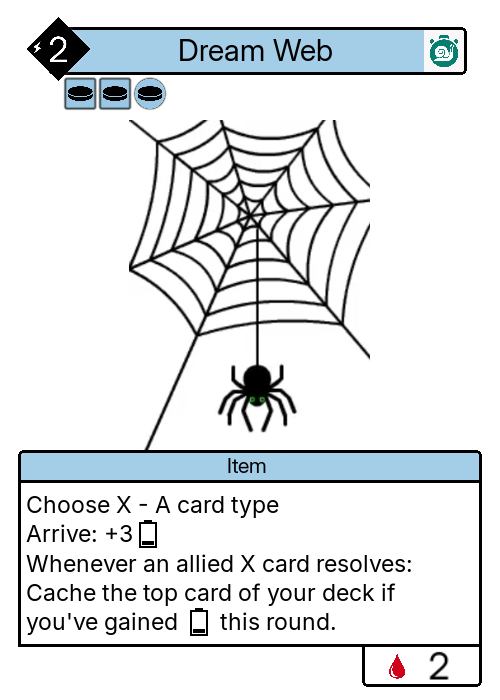 2
Dream Web
Item
Choose X - A card type
Arrive: +3
Whenever an allied X card resolves:
Cache the top card of your deck if
you've gained this round.
2